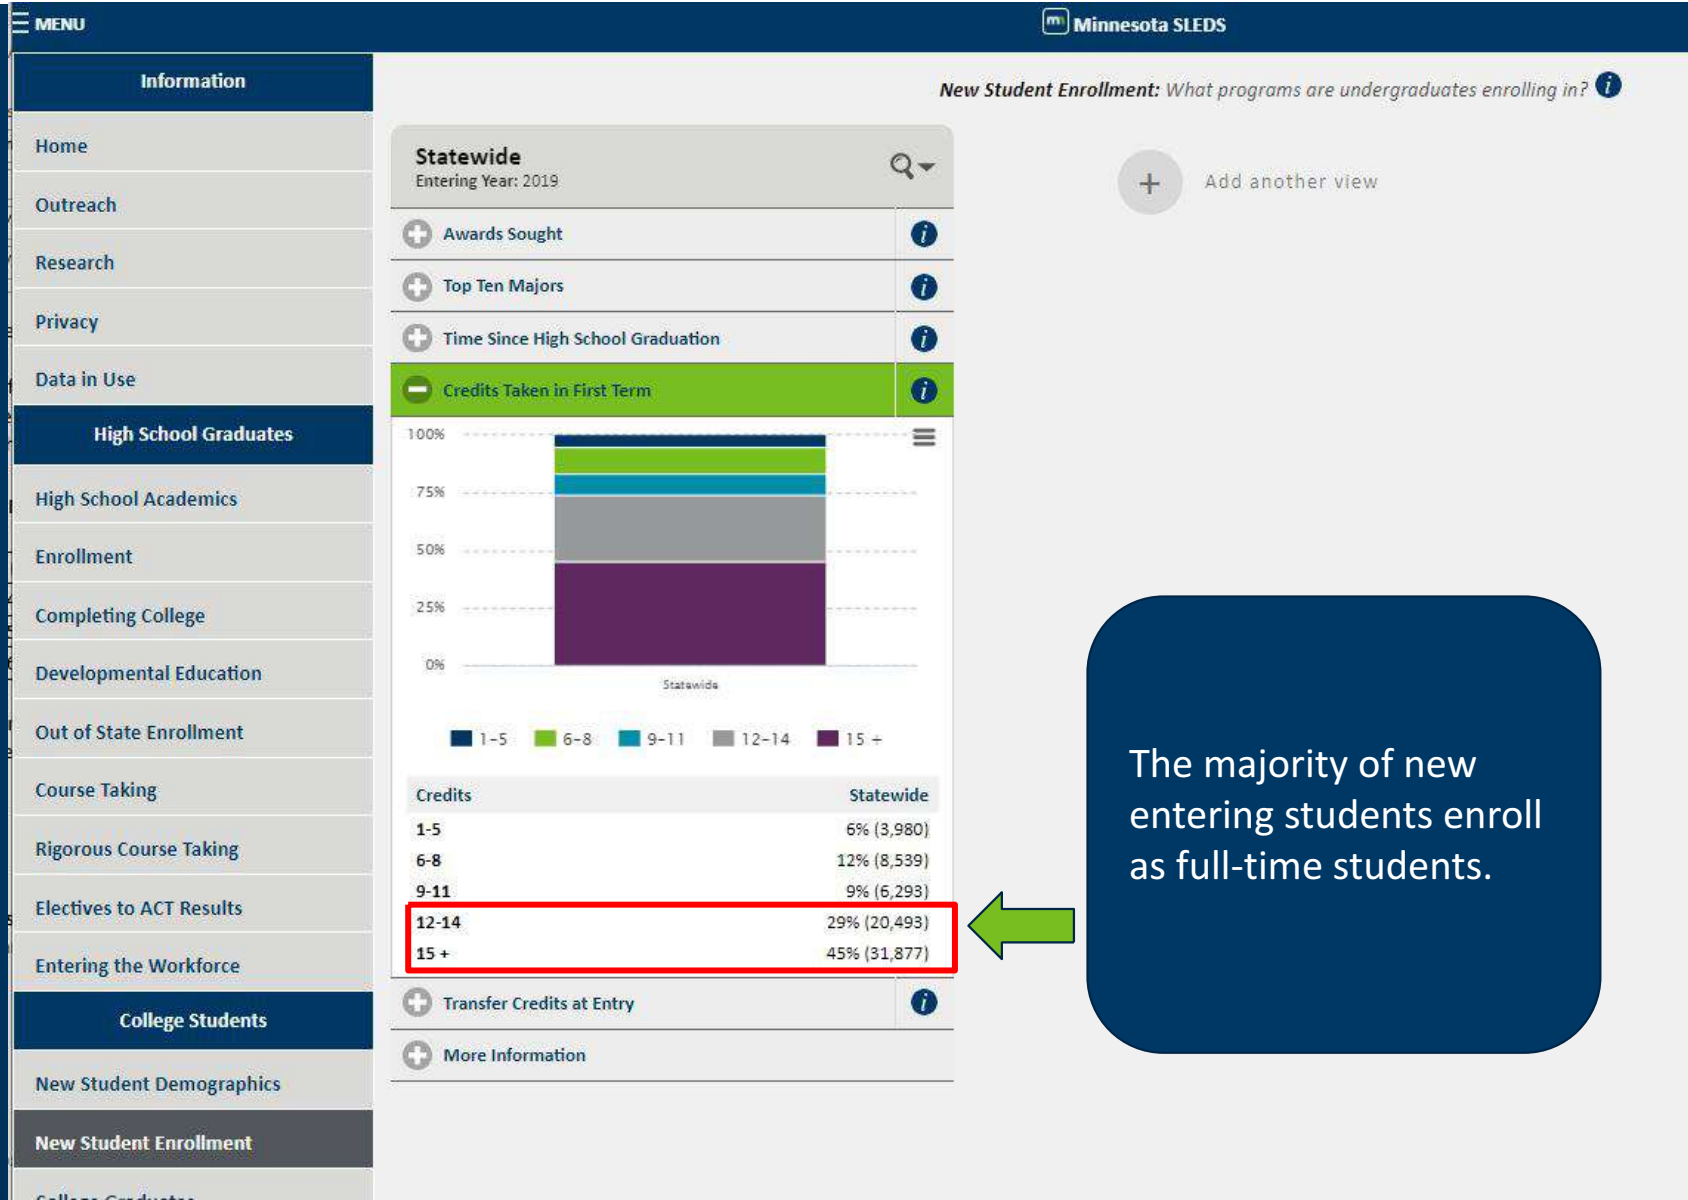 MENU
Minnesota SLEDS
Information
Home
Outreach
Research
Privacy
Data in Use
High School Graduates
High School Academics
Enrollment
Completing College
Developmental Education
Out of State Enrollment
Course Taking
Rigorous Course Taking
Electives to ACT Results
Entering the Workforce
College Students
New Student Demographics
New Student Enrollment
New Student Enrollment: What programs are undergraduates enrolling in? i
Statewide
Entering Year: 2019
Add another view
Awards Sought i
Top Ten Majors i
Time Since High School Graduation i
Credits Taken in First Term i
100%
75%
50%
25%
0%
Statewide
1-5 6-8 9-11 12-14 15 +
Credits Statewide
1-5 6% (3,980)
6-8 12% (8,539)
9-11 9% (6,293)
12-14 29% (20,493)
15 + 45% (31,877)
Transfer Credits at Entry i
More Information
The majority of new
entering students enroll
as full-time students.